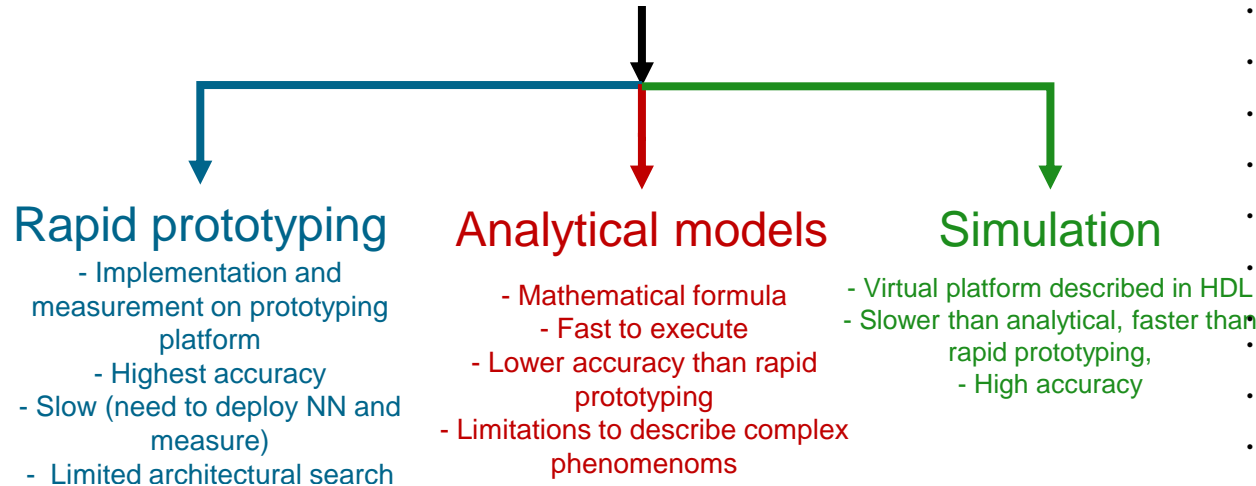 Rapid prototyping
- Implementation and
measurement on prototyping
platform
- Highest accuracy
- Slow (need to deploy NN and
measure)
- Limited architectural search
Analytical models
- Mathematical formula
- Fast to execute
- Lower accuracy than rapid
prototyping
- Limitations to describe complex
phenomenoms
Simulation
- Virtual platform described in HDL
- Slower than analytical, faster than
rapid prototyping,
- High accuracy